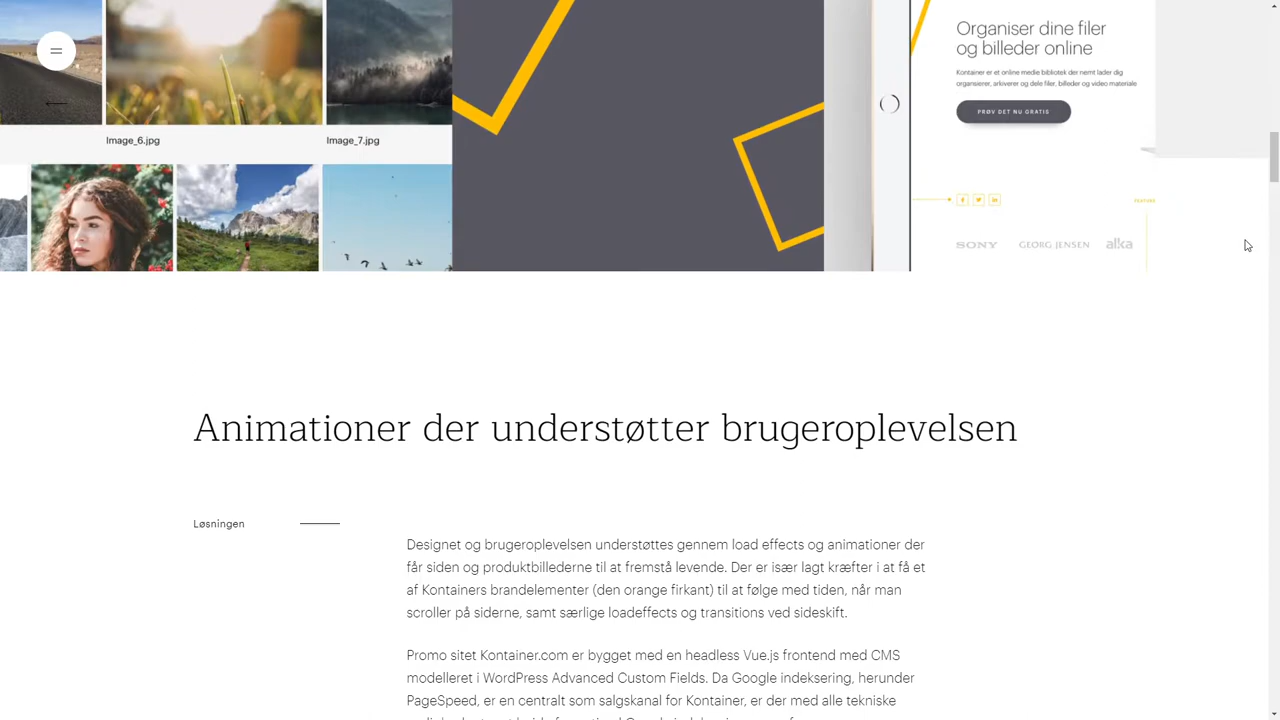 Organiser dine filer
og billeder online
Kontainer er et online medie bibliotek der nemt lader dig
organisierer, arkiverer og dele filer, billeder og video materiale
PRØV DET NU GRATIS
Image_6.jpg
Image_7.jpg
FEATURE
SONY
GEORG JENSEN
alka
Animationer der understøtter brugeroplevelsen
Løsningen
Designet og brugeroplevelsen understøttes gennem load effects og animationer der
får siden og produktbillederne til at fremstå levende. Der er især lagt kræfter i at få et
af Kontainers brandelementer (den orange firkant) til at følge med tiden, når man
scroller på siderne, samt særlige loadeffects og transitions ved sideskift.
Promo sitet Kontainer.com er bygget med en headless Vue.js frontend med CMS
modelleret i WordPress Advanced Custom Fields. Da Google indeksering, herunder
PageSpeed, er en centralt som salgskanal for Kontainer, er der med alle tekniske